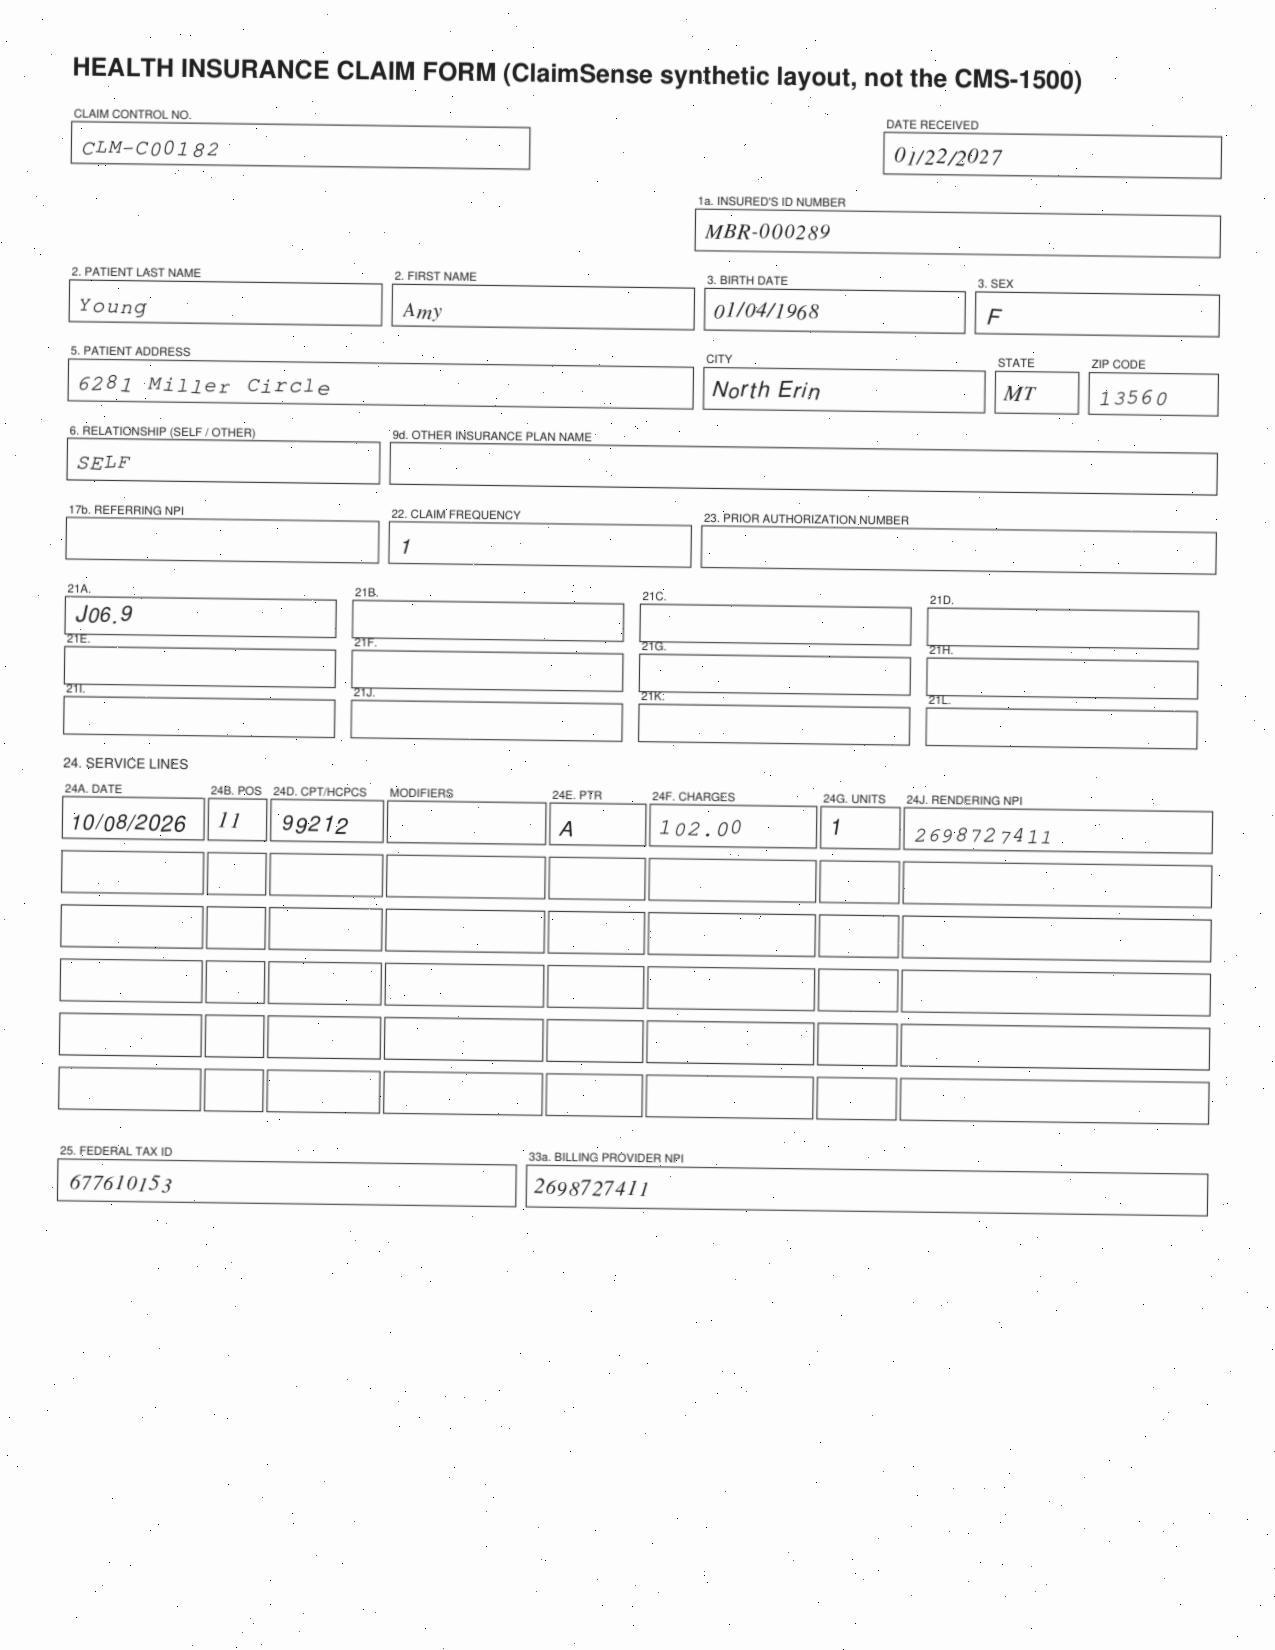 HEALTH INSURANCE CLAIM FORM (ClaimSense synthetic layout, not the CMS-1500)
CLAIM CONTROL NO.
CLM-C00182
DATE RECEIVED
01/22/2027
1a. INSURED'S ID NUMBER
MBR-000289
2. PATIENT LAST NAME 2. FIRST NAME 3. BIRTH DATE 3. SEX
Young Amy 01/04/1968 F
5. PATIENT ADDRESS CITY STATE ZIP CODE
6281 Miller Circle North Erin MT 13560
6. RELATIONSHIP (SELF / OTHER) 9d. OTHER INSURANCE PLAN NAME
SELF
17b. REFERRING NPI 22. CLAIM FREQUENCY 23. PRIOR AUTHORIZATION NUMBER
1
21A. 21B. 21C. 21D.
J06.9
21E. 21F. 21G. 21H.
21I. 21J. 21K. 21L.
24. SERVICE LINES
24A. DATE 24B. POS 24D. CPT/HCPCS MODIFIERS 24E. PTR 24F. CHARGES 24G. UNITS 24J. RENDERING NPI
10/08/2026 11 99212 A 102.00 1 2698727411
25. FEDERAL TAX ID 33a. BILLING PROVIDER NPI
677610153 2698727411